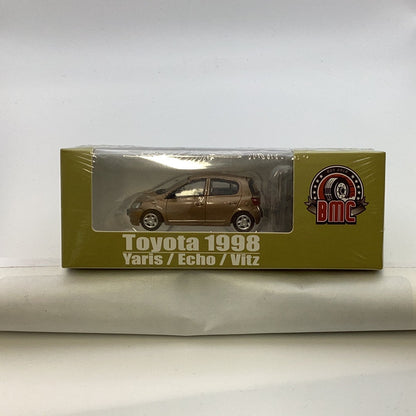 BMC
Toyota 1998
Yaris / Echo / Vitz